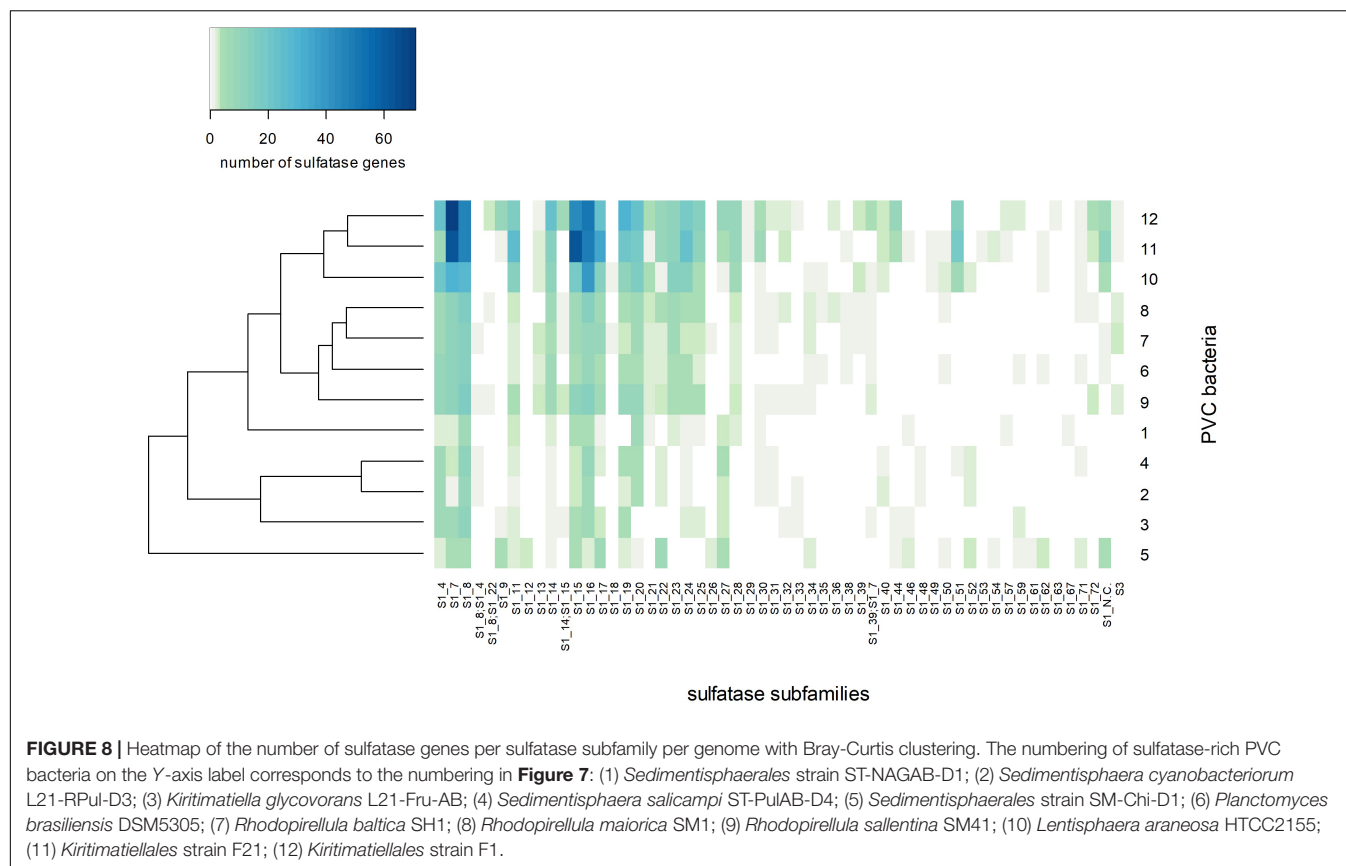 0 20 40 60
number of sulfatase genes
12
11
10
8
7
6
9
1
4
2
3
5
PVC bacteria
S1_4
S1_7
S1_8
S1_8;S1_4
S1_8;S1_22
S1_9
S1_11
S1_12
S1_13
S1_14
S1_14;S1_15
S1_15
S1_16
S1_17
S1_18
S1_19
S1_20
S1_21
S1_22
S1_23
S1_24
S1_25
S1_26
S1_27
S1_28
S1_29
S1_30
S1_31
S1_32
S1_33
S1_34
S1_35
S1_36
S1_38
S1_39
S1_39;S1_7
S1_40
S1_44
S1_46
S1_48
S1_49
S1_50
S1_51
S1_52
S1_53
S1_54
S1_57
S1_59
S1_61
S1_62
S1_63
S1_67
S1_71
S1_72
S1_N.C.
S3
sulfatase subfamilies
FIGURE 8 | Heatmap of the number of sulfatase genes per sulfatase subfamily per genome with Bray-Curtis clustering. The numbering of sulfatase-rich PVC
bacteria on the Y-axis label corresponds to the numbering in Figure 7: (1) Sedimentisphaerales strain ST-NAGAB-D1; (2) Sedimentisphaera cyanobacteriorum
L21-RPul-D3; (3) Kiritimatiella glycovorans L21-Fru-AB; (4) Sedimentisphaera salicampi ST-PulAB-D4; (5) Sedimentisphaerales strain SM-Chi-D1; (6) Planctomyces
brasiliensis DSM5305; (7) Rhodopirellula baltica SH1; (8) Rhodopirellula maiorica SM1; (9) Rhodopirellula sallentina SM41; (10) Lentisphaera araneosa HTCC2155;
(11) Kiritimatiellales strain F21; (12) Kiritimatiellales strain F1.